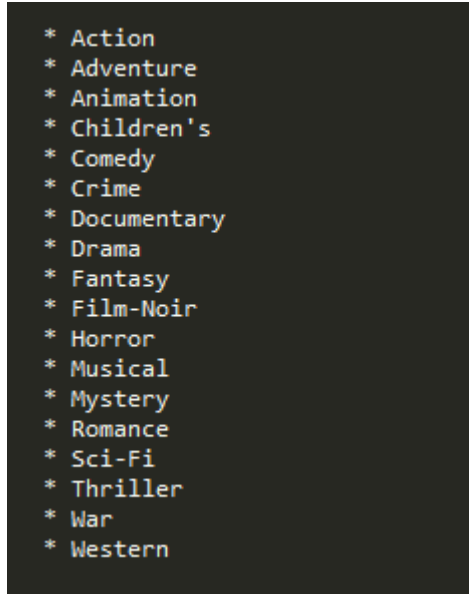 * Action
* Adventure
* Animation
* Children's
* Comedy
* Crime
* Documentary
* Drama
* Fantasy
* Film-Noir
* Horror
* Musical
* Mystery
* Romance
* Sci-Fi
* Thriller
* War
* Western